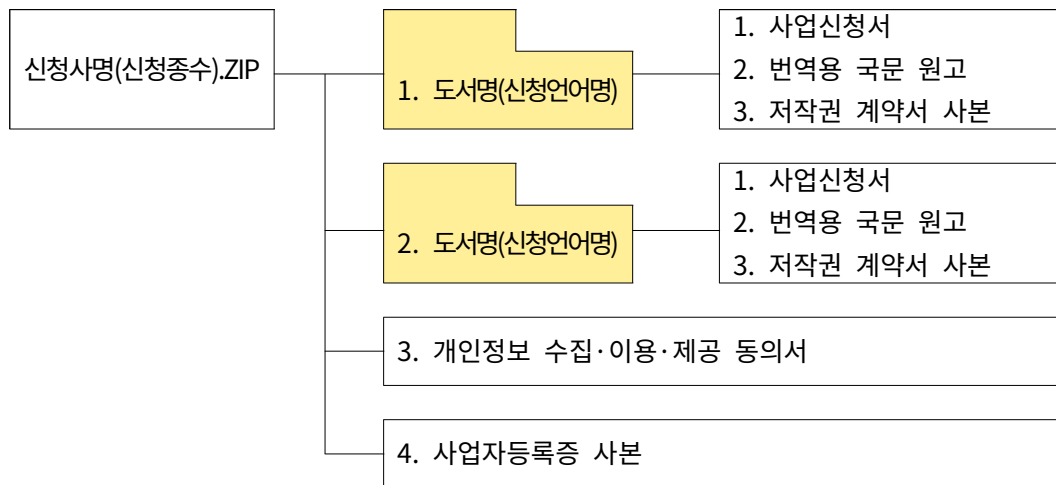 신청사명(신청종수).ZIP
1. 도서명(신청언어명)
1. 사업신청서
2. 번역용 국문 원고
3. 저작권 계약서 사본
2. 도서명(신청언어명)
1. 사업신청서
2. 번역용 국문 원고
3. 저작권 계약서 사본
3. 개인정보 수집·이용·제공 동의서
4. 사업자등록증 사본